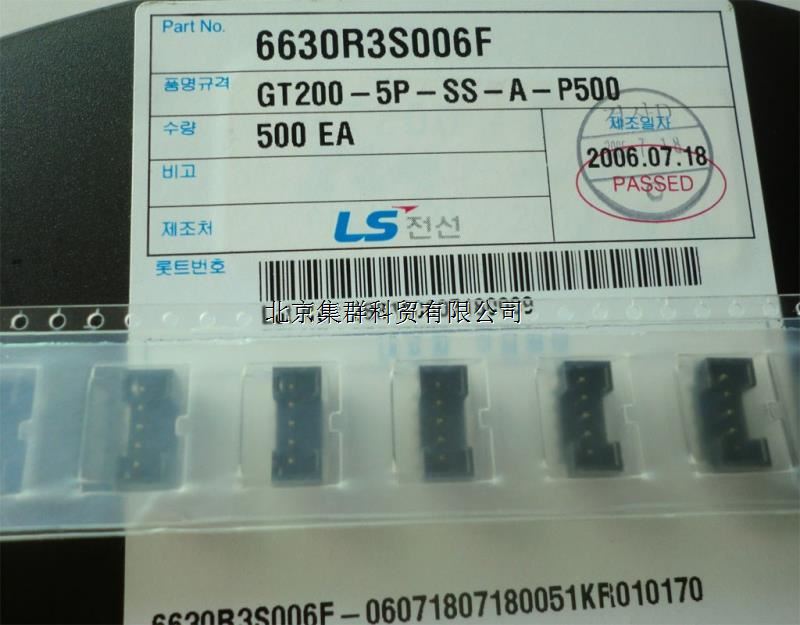 Part No.
6630R3S006F
품명규격
GT200-5P-SS-A-P500
수량
500 EA
제조일자
2006.07.18
PASSED
비고
제조처
LS전선
롯트번호
北京集群科贸有限公司
6630R3S006F-06071807180051KR010170